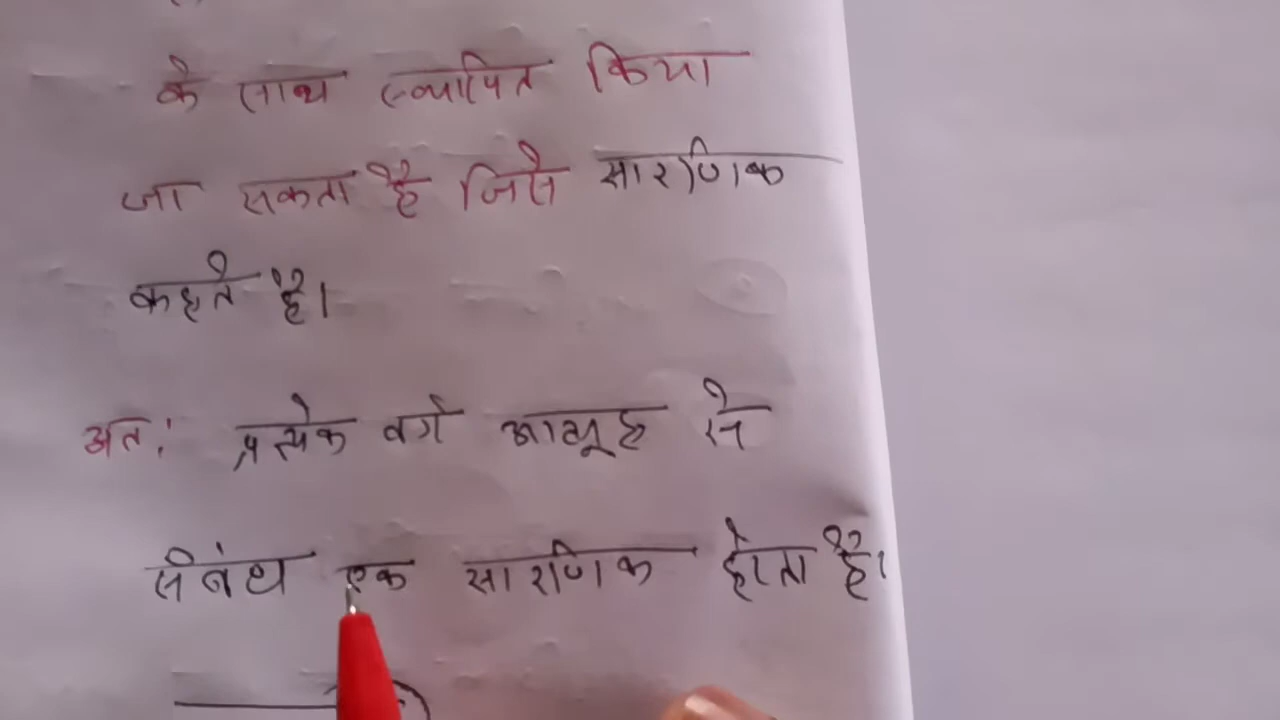 के साथ स्थापित किया
जा सकता है जिसे सारणिक
कहते है।
अत: प्रत्येक वर्ग आव्यूह से
संबंध एक सारणिक होता है।